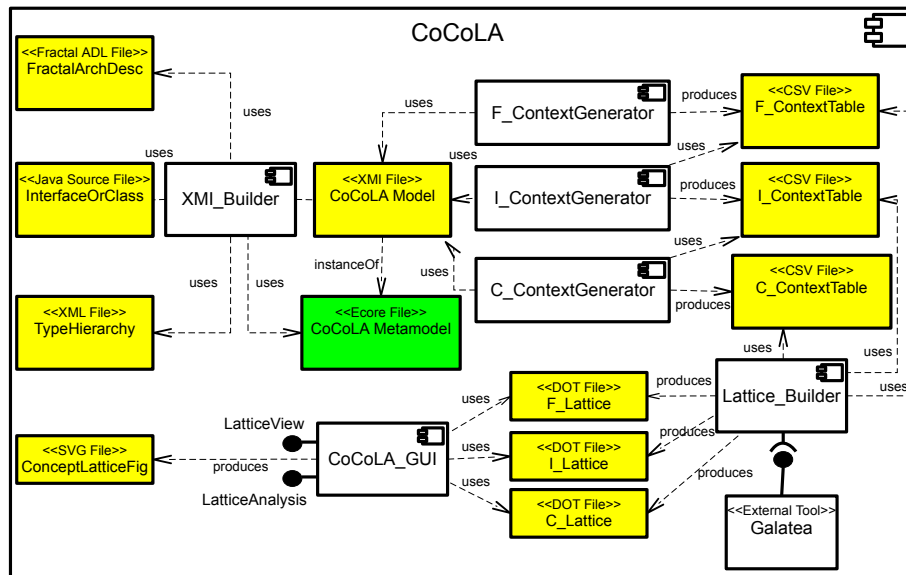 CoCoLA
<<Fractal ADL File>>
FractalArchDesc
uses
uses
<<Java Source File>>
InterfaceOrClass
XMI_Builder
<<XMI File>>
CoCoLA Model
uses
uses
F_ContextGenerator
produces
<<CSV File>>
F_ContextTable
uses
uses
I_ContextGenerator
produces
<<CSV File>>
I_ContextTable
uses
instanceOf
uses
C_ContextGenerator
produces
<<CSV File>>
C_ContextTable
uses
uses
<<XML File>>
TypeHierarchy
<<Ecore File>>
CoCoLA Metamodel
uses
uses
uses
Lattice_Builder
<<DOT File>>
F_Lattice
produces
uses
LatticeView
<<SVG File>>
ConceptLatticeFig
produces
CoCoLA_GUI
uses
<<DOT File>>
I_Lattice
produces
LatticeAnalysis
uses
<<DOT File>>
C_Lattice
produces
<<External Tool>>
Galatea